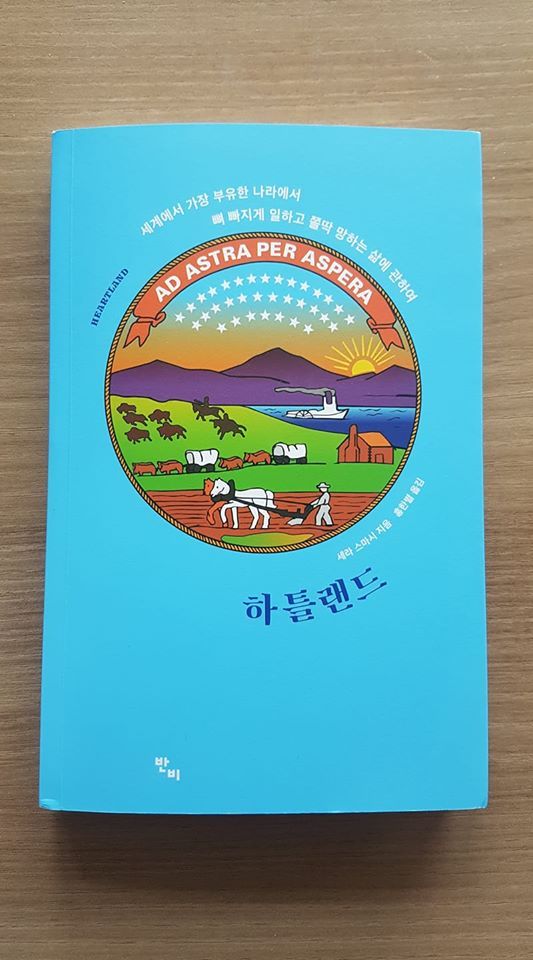 세계에서 가장 부유한 나라에서
뼈 빠지게 일하고 쫄딱 망하는 삶에 관하여
HEARTLAND
AD ASTRA PER ASPERA
세라 스마시 지음 홍한별 옮김
하틀랜드
반비